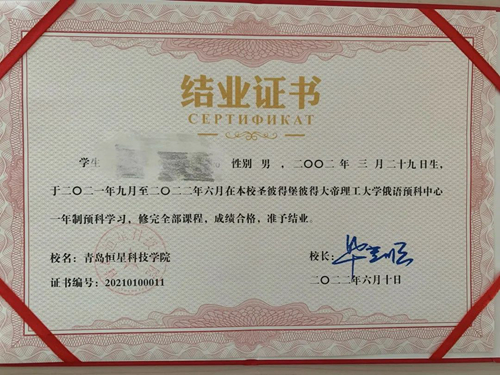 结业证书
СЕРТИФИКАТ
学生 性别 男 ，二〇〇二年 三月二十九日生，
于二〇二一年九月至二〇二二年六月在本校圣彼得堡彼得大帝理工大学俄语预科中心
一年制预科学习，修完全部课程，成绩合格，准予结业。
校名：青岛恒星科技学院
校长：
证书编号：20210100011
二〇二二年六月十日